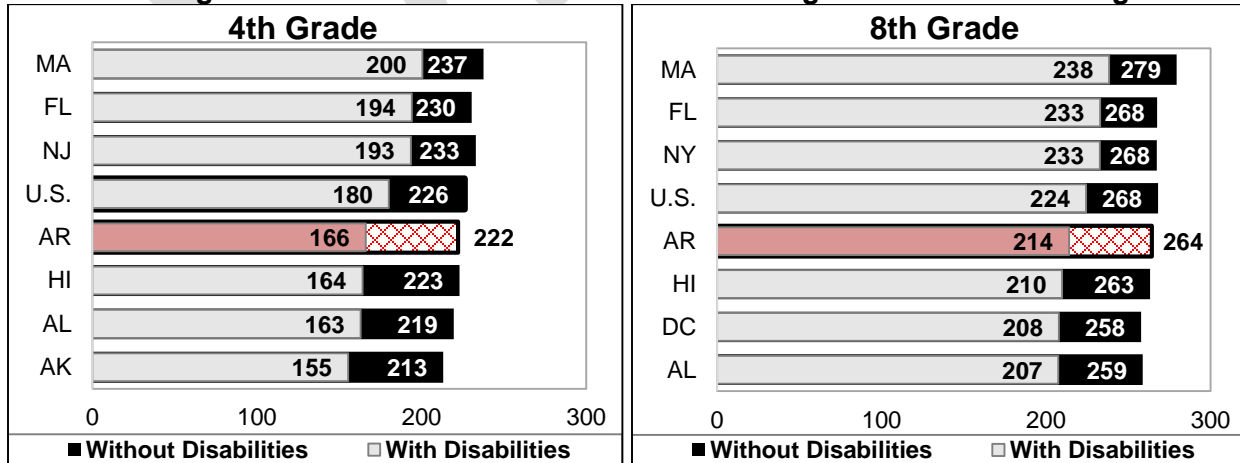 4th Grade
MA 200 237
FL 194 230
NJ 193 233
U.S. 180 226
AR 166 222
HI 164 223
AL 163 219
AK 155 213
0 100 200 300
Without Disabilities With Disabilities
8th Grade
MA 238 279
FL 233 268
NY 233 268
U.S. 224 268
AR 214 264
HI 210 263
DC 208 258
AL 207 259
0 100 200 300
Without Disabilities With Disabilities